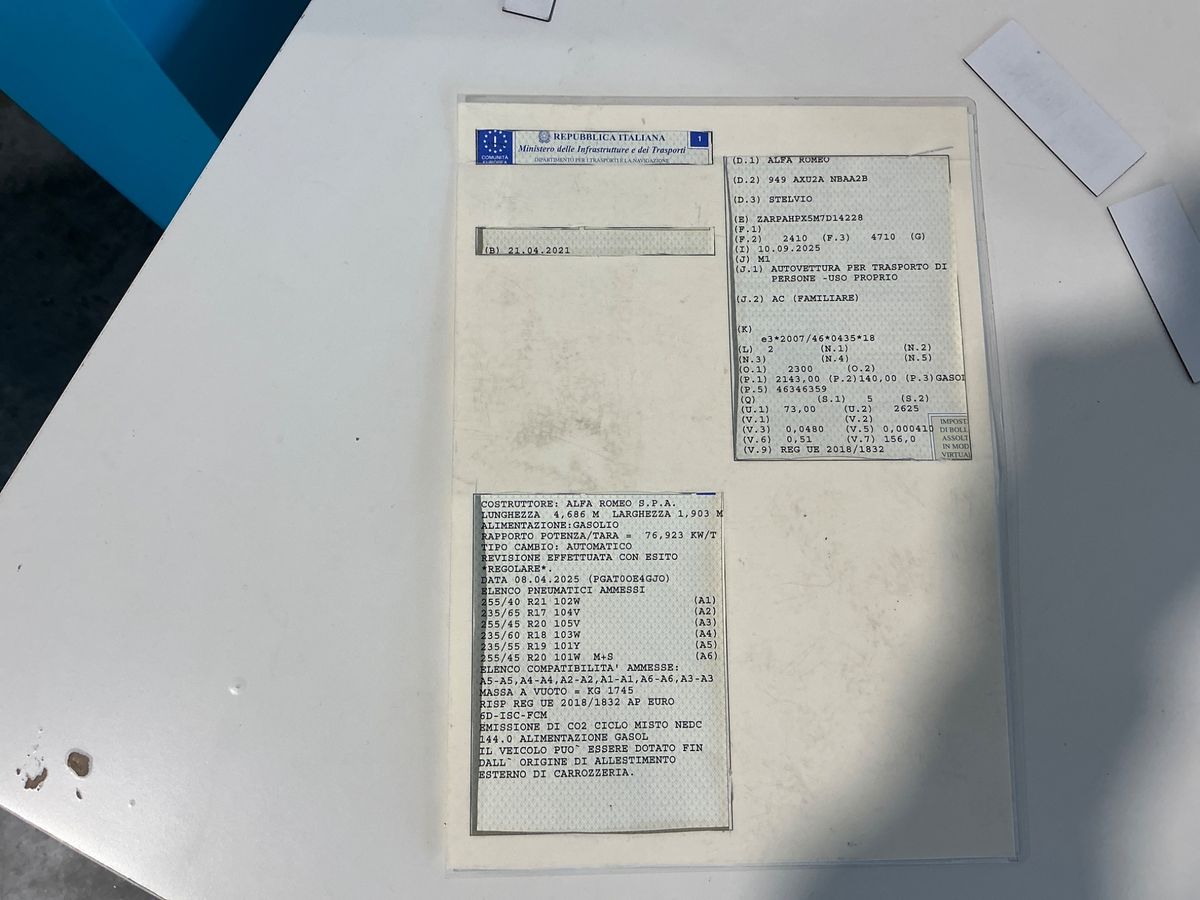 COMUNITÀ
EUROPEA
REPUBBLICA ITALIANA
Ministero delle Infrastrutture e dei Trasporti
DIPARTIMENTO PER I TRASPORTI E LA NAVIGAZIONE
1
(B) 21.04.2021
(D.1) ALFA ROMEO
(D.2) 949 AXU2A NBAA2B
(D.3) STELVIO
(E) ZARPAHPX5M7D14228
(F.1)
(F.2) 2410 (F.3) 4710 (G)
(I) 10.09.2025
(J) M1
(J.1) AUTOVETTURA PER TRASPORTO DI
PERSONE -USO PROPRIO
(J.2) AC (FAMILIARE)
(K)
e3*2007/46*0435*18
(L) 2 (N.1) (N.2)
(N.3) (N.4) (N.5)
(O.1) 2300 (O.2)
(P.1) 2143,00 (P.2)140,00 (P.3)GASOL
(P.5) 46346359
(Q) (S.1) 5 (S.2)
(U.1) 73,00 (U.2) 2625
(V.1) (V.2)
(V.3) 0,0480 (V.5) 0,000410
(V.6) 0,51 (V.7) 156,0
(V.9) REG UE 2018/1832
IMPOST
DI BOLL
ASSOLT
IN MOD
VIRTUA
COSTRUTTORE: ALFA ROMEO S.P.A.
LUNGHEZZA 4,686 M LARGHEZZA 1,903 M
ALIMENTAZIONE:GASOLIO
RAPPORTO POTENZA/TARA = 76,923 KW/T
TIPO CAMBIO: AUTOMATICO
REVISIONE EFFETTUATA CON ESITO
*REGOLARE*.
DATA 08.04.2025 (PGAT0OE4GJO)
ELENCO PNEUMATICI AMMESSI
255/40 R21 102W (A1)
235/65 R17 104V (A2)
255/45 R20 105V (A3)
235/60 R18 103W (A4)
235/55 R19 101Y (A5)
255/45 R20 101W M+S (A6)
ELENCO COMPATIBILITA' AMMESSE:
A5-A5,A4-A4,A2-A2,A1-A1,A6-A6,A3-A3
MASSA A VUOTO = KG 1745
RISP REG UE 2018/1832 AP EURO
6D-ISC-FCM
EMISSIONE DI CO2 CICLO MISTO NEDC
144.0 ALIMENTAZIONE GASOL
IL VEICOLO PUO` ESSERE DOTATO FIN
DALL` ORIGINE DI ALLESTIMENTO
ESTERNO DI CARROZZERIA.